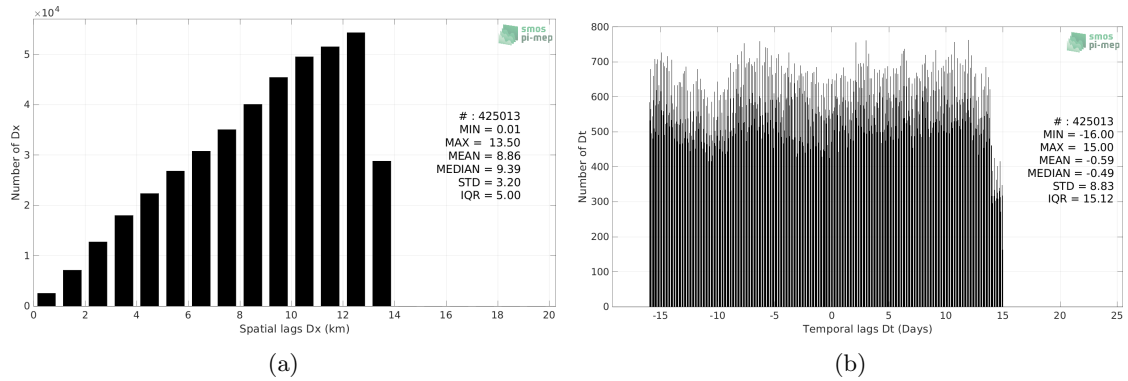 ×10⁴
5
4
3
2
1
0
Number of Dx
smos
pi-mep
# : 425013
MIN = 0.01
MAX = 13.50
MEAN = 8.86
MEDIAN = 9.39
STD = 3.20
IQR = 5.00
0 2 4 6 8 10 12 14 16 18 20
Spatial lags Dx (km)
(a)
800
700
600
500
400
300
200
100
0
Number of Dt
smos
pi-mep
# : 425013
MIN = -16.00
MAX = 15.00
MEAN = -0.59
MEDIAN = -0.49
STD = 8.83
IQR = 15.12
-15 -10 -5 0 5 10 15 20 25
Temporal lags Dt (Days)
(b)